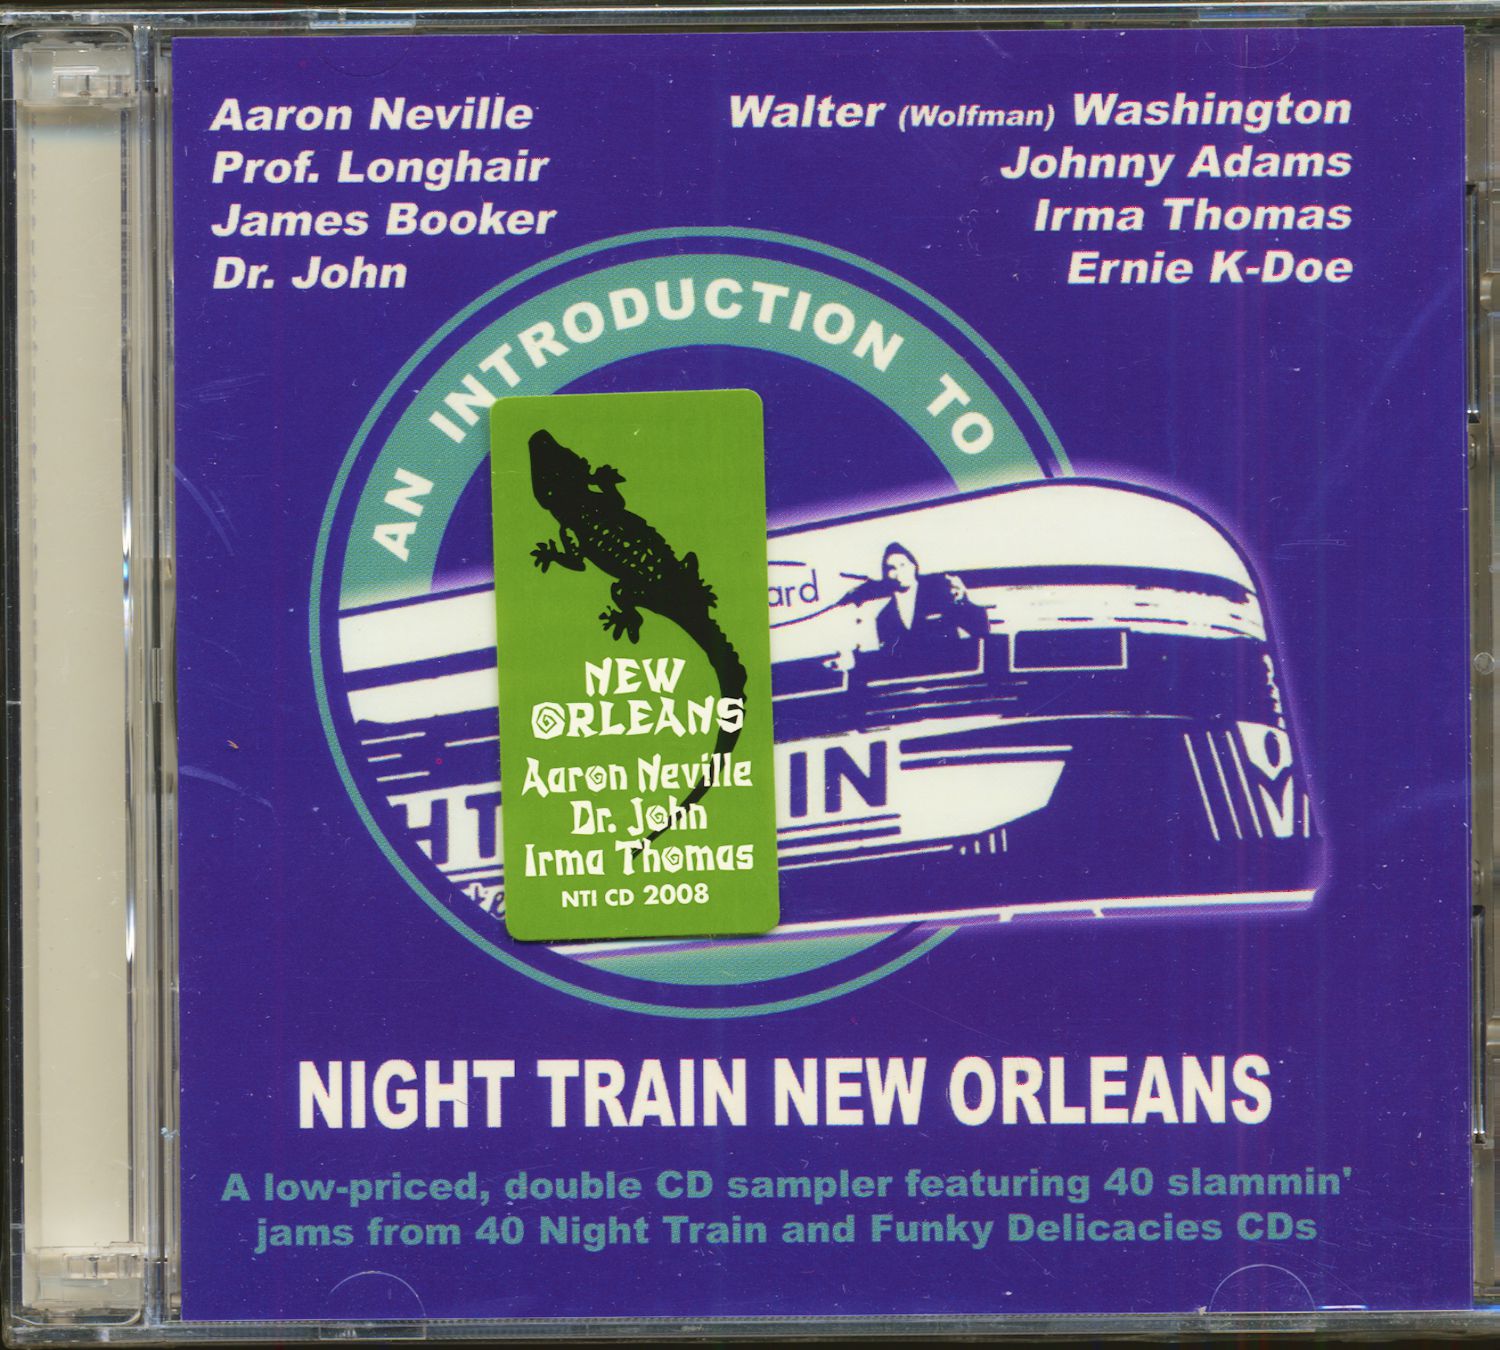 Aaron Neville
Prof. Longhair
James Booker
Dr. John
Walter (Wolfman) Washington
Johnny Adams
Irma Thomas
Ernie K-Doe
AN INTRODUCTION TO
NEW
ORLEANS
Aaron Neville
Dr. John
Irma Thomas
NTI CD 2008
NIGHT TRAIN NEW ORLEANS
A low-priced, double CD sampler featuring 40 slammin'
jams from 40 Night Train and Funky Delicacies CDs